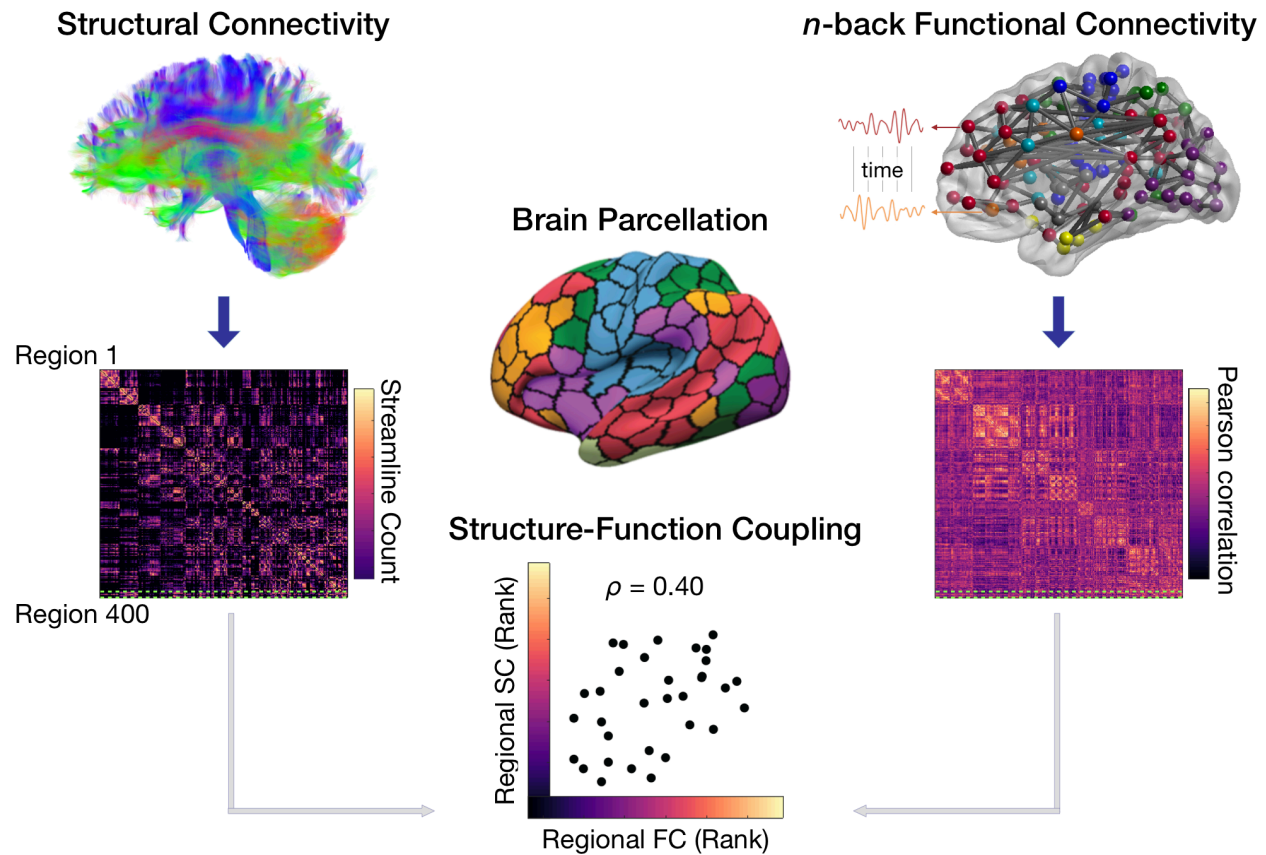 Structural Connectivity
n-back Functional Connectivity
time
Brain Parcellation
Region 1
Streamline Count
Region 400
Pearson correlation
Structure-Function Coupling
ρ = 0.40
Regional SC (Rank)
Regional FC (Rank)